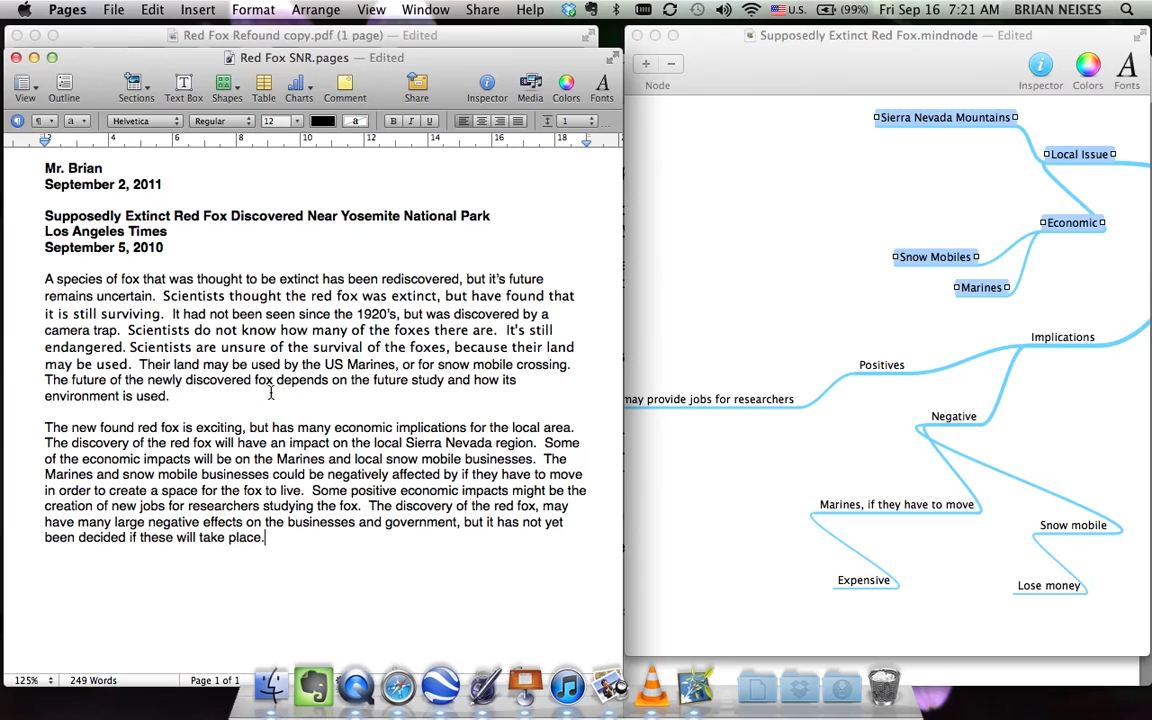 Pages File Edit Insert Format Arrange View Window Share Help U.S. (99%) Fri Sep 16 7:21 AM BRIAN NEISES
Red Fox Refound copy.pdf (1 page) – Edited
Red Fox SNR.pages – Edited
View Outline Sections Text Box Shapes Table Charts Comment Share Inspector Media Colors Fonts
Helvetica Regular 12 a B I U 1
2 4 6 8 10 12 14 16 18
Mr. Brian
September 2, 2011
Supposedly Extinct Red Fox Discovered Near Yosemite National Park
Los Angeles Times
September 5, 2010
A species of fox that was thought to be extinct has been rediscovered, but it's future
remains uncertain. Scientists thought the red fox was extinct, but have found that
it is still surviving. It had not been seen since the 1920's, but was discovered by a
camera trap. Scientists do not know how many of the foxes there are. It's still
endangered. Scientists are unsure of the survival of the foxes, because their land
may be used. Their land may be used by the US Marines, or for snow mobile crossing.
The future of the newly discovered fox depends on the future study and how its
environment is used.
The new found red fox is exciting, but has many economic implications for the local area.
The discovery of the red fox will have an impact on the local Sierra Nevada region. Some
of the economic impacts will be on the Marines and local snow mobile businesses. The
Marines and snow mobile businesses could be negatively affected by if they have to move
in order to create a space for the fox to live. Some positive economic impacts might be the
creation of new jobs for researchers studying the fox. The discovery of the red fox, may
have many large negative effects on the businesses and government, but it has not yet
been decided if these will take place.
125% 249 Words Page 1 of 1
Supposedly Extinct Red Fox.mindnode – Edited
Node Inspector Colors Fonts
Sierra Nevada Mountains
Local Issue
Economic
Snow Mobiles
Marines
Implications
Positives
may provide jobs for researchers
Negative
Marines, if they have to move
Snow mobile
Expensive
Lose money